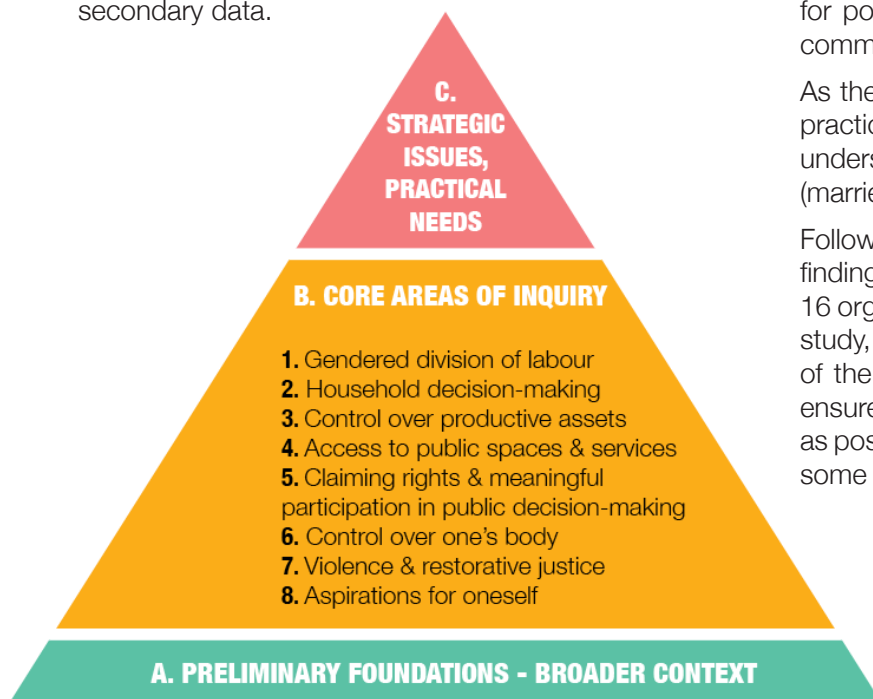 secondary data.
C.
STRATEGIC
ISSUES,
PRACTICAL
NEEDS
B. CORE AREAS OF INQUIRY
1. Gendered division of labour
2. Household decision-making
3. Control over productive assets
4. Access to public spaces & services
5. Claiming rights & meaningful
participation in public decision-making
6. Control over one's body
7. Violence & restorative justice
8. Aspirations for oneself
A. PRELIMINARY FOUNDATIONS - BROADER CONTEXT
for po
comm
As the
practic
unders
(marrie
Follow
finding
16 org
study,
of the
ensure
as pos
some